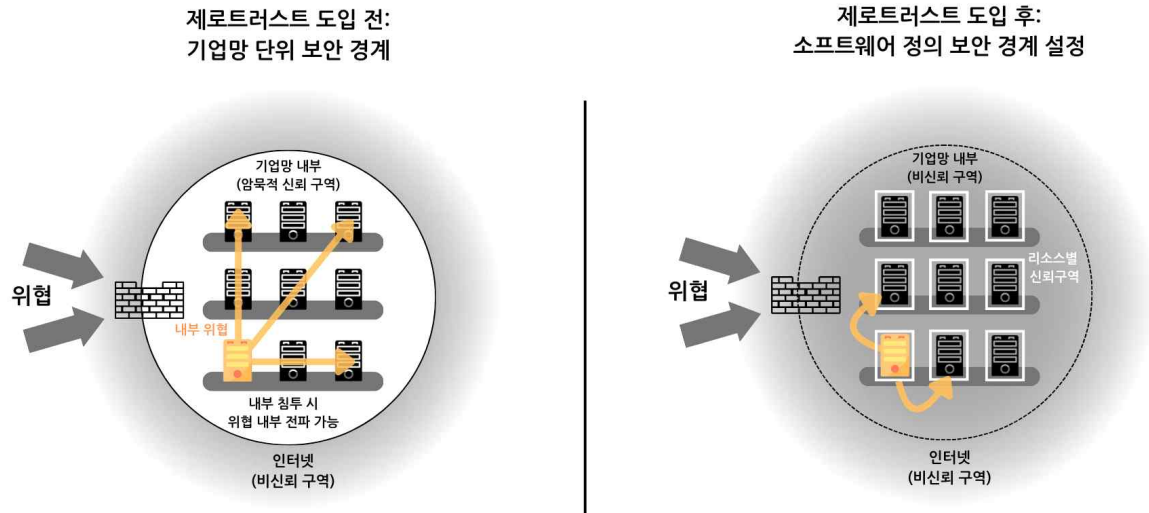 제로트러스트 도입 전:
기업망 단위 보안 경계
기업망 내부
(암묵적 신뢰 구역)
위협
내부 위협
내부 침투 시
위협 내부 전파 가능
인터넷
(비신뢰 구역)
제로트러스트 도입 후:
소프트웨어 정의 보안 경계 설정
기업망 내부
(비신뢰 구역)
리소스별
신뢰구역
위협
인터넷
(비신뢰 구역)